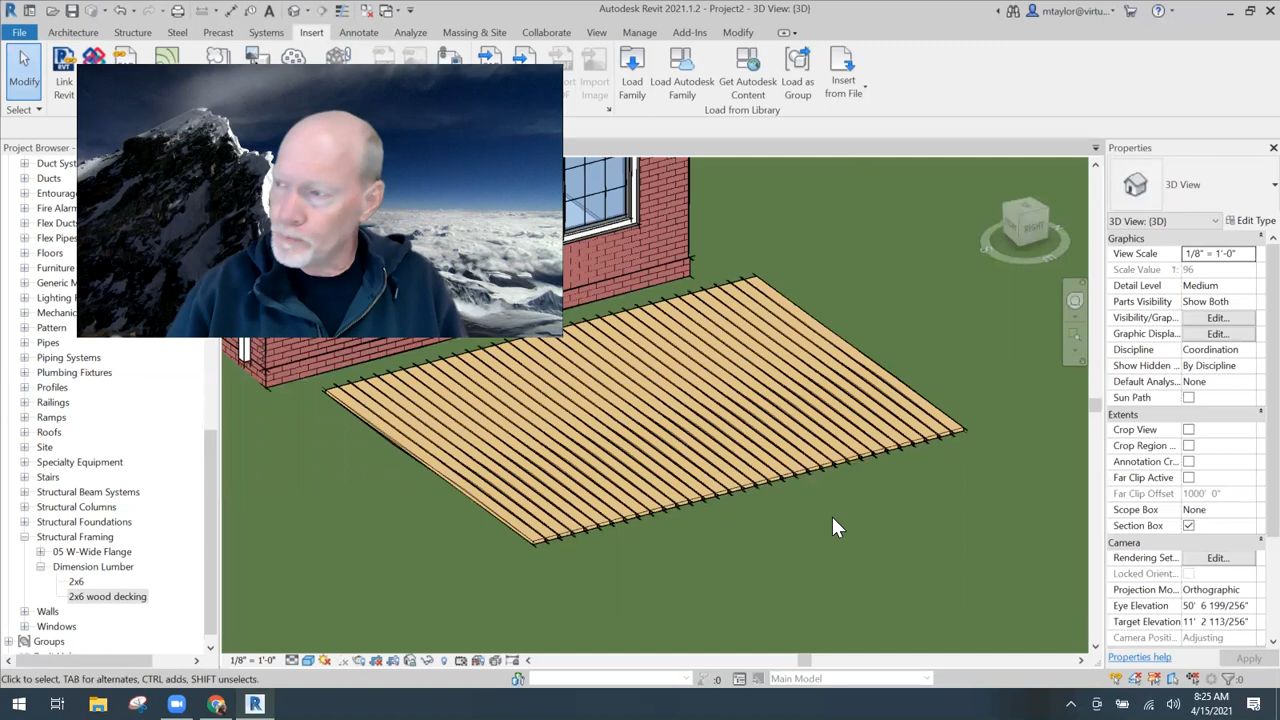 Autodesk Revit 2021.1.2 - Project2 - 3D View: {3D}
mtaylor@virtu...
File Architecture Structure Steel Precast Systems Insert Annotate Analyze Massing & Site Collaborate View Manage Add-Ins Modify
Modify
Link
Revit
Import
Image
Load
Family
Load Autodesk
Family
Get Autodesk
Content
Load as
Group
Insert
from File
Select
Load from Library
Project Browser -
Duct Sys
Ducts
Entourag
Fire Alarm
Flex Ducts
Flex Pipes
Floors
Furniture
Generic M
Lighting
Mechanic
Pattern
Pipes
Piping Systems
Plumbing Fixtures
Profiles
Railings
Ramps
Roofs
Site
Specialty Equipment
Stairs
Structural Beam Systems
Structural Columns
Structural Foundations
Structural Framing
05 W-Wide Flange
Dimension Lumber
2x6
2x6 wood decking
Walls
Windows
Groups
RIGHT
Properties
3D View
3D View: {3D} Edit Type
Graphics
View Scale 1/8" = 1'-0"
Scale Value 1: 96
Detail Level Medium
Parts Visibility Show Both
Visibility/Grap... Edit...
Graphic Displa... Edit...
Discipline Coordination
Show Hidden ... By Discipline
Default Analys... None
Sun Path
Extents
Crop View
Crop Region ...
Annotation Cr...
Far Clip Active
Far Clip Offset 1000' 0"
Scope Box None
Section Box
Camera
Rendering Set... Edit...
Locked Orient...
Projection Mo... Orthographic
Eye Elevation 50' 6 199/256"
Target Elevation 11' 2 113/256"
Camera Positi... Adjusting
Properties help Apply
1/8" = 1'-0"
Click to select, TAB for alternates, CTRL adds, SHIFT unselects.
:0 Main Model :0
8:25 AM
4/15/2021